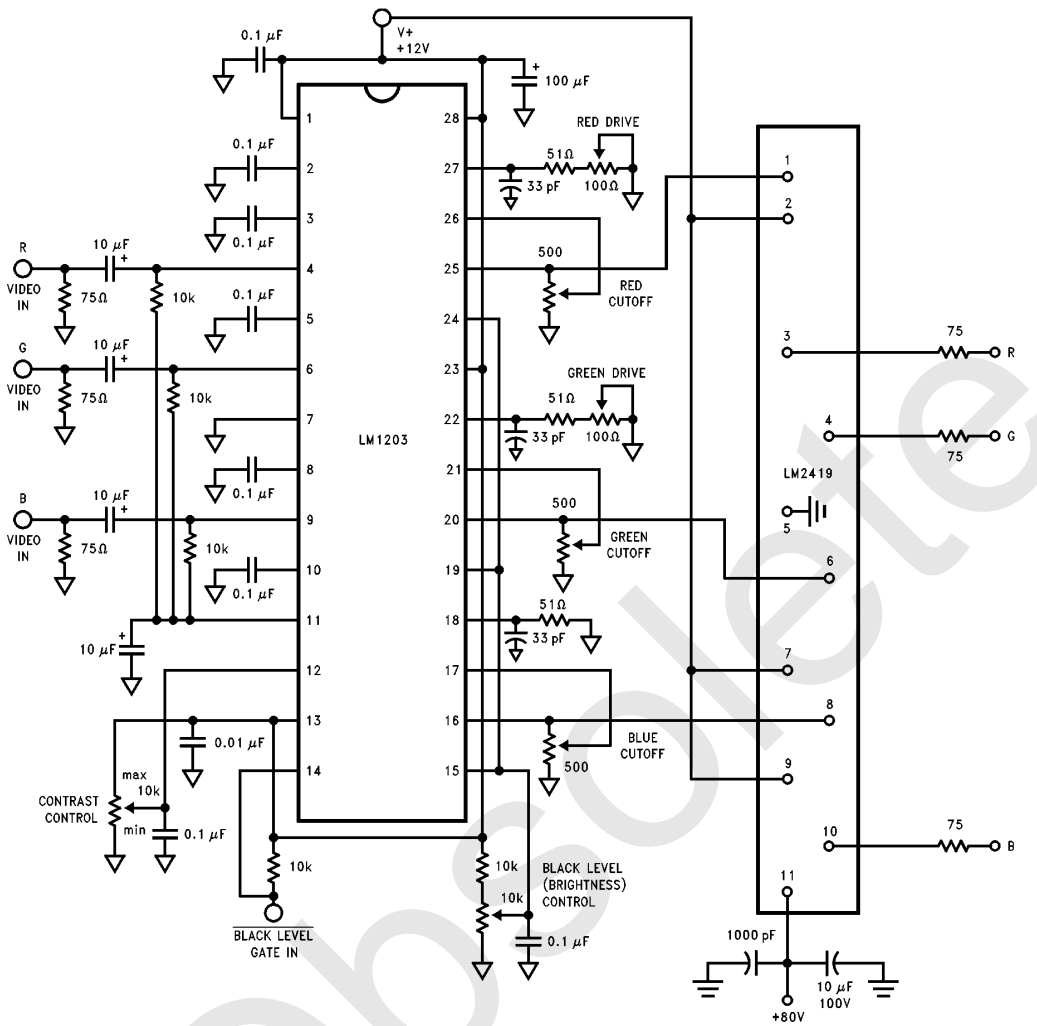 V+
+12V
0.1 μF
+
100 μF
1
28
RED DRIVE
0.1 μF
2
27
51Ω
33 pF
100Ω
3
26
0.1 μF
R
VIDEO IN
10 μF
+
75Ω
10k
4
25
500
RED CUTOFF
0.1 μF
5
24
G
VIDEO IN
10 μF
+
75Ω
10k
6
23
GREEN DRIVE
7
22
51Ω
33 pF
100Ω
LM1203
8
21
0.1 μF
B
VIDEO IN
10 μF
+
75Ω
10k
9
20
500
GREEN CUTOFF
10
19
0.1 μF
11
18
51Ω
33 pF
+
10 μF
12
17
13
16
BLUE CUTOFF
500
0.01 μF
14
15
CONTRAST CONTROL
max
10k
min
0.1 μF
10k
BLACK LEVEL
GATE IN
10k
10k
BLACK LEVEL
(BRIGHTNESS)
CONTROL
0.1 μF
1
2
3
75
R
4
75
G
LM2419
5
6
7
8
9
10
75
B
11
1000 pF
10 μF
100V
+80V
obsolete